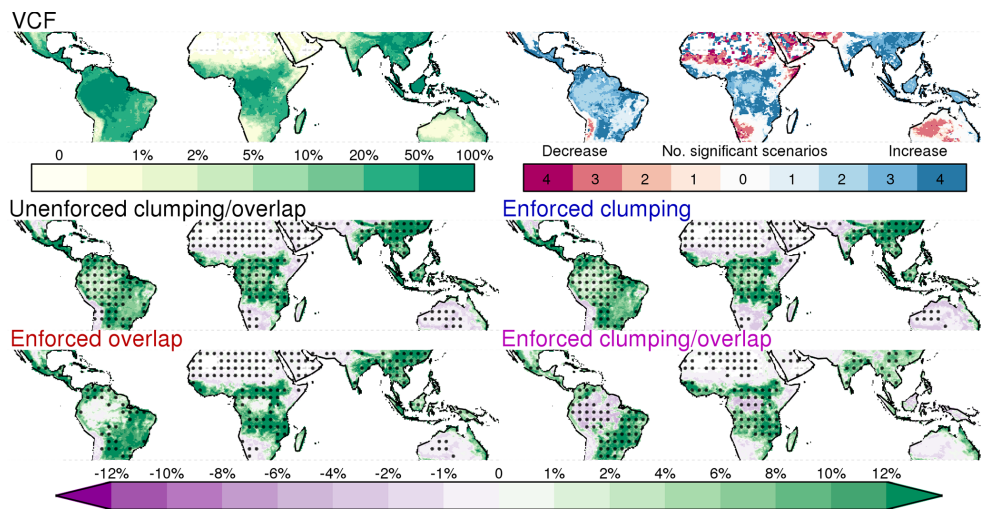 VCF
0 1% 2% 5% 10% 20% 50% 100%
Decrease No. significant scenarios Increase
4 3 2 1 0 1 2 3 4
Unenforced clumping/overlap
Enforced clumping
Enforced overlap
Enforced clumping/overlap
-12% -10% -8% -6% -4% -2% -1% 0 1% 2% 4% 6% 8% 10% 12%